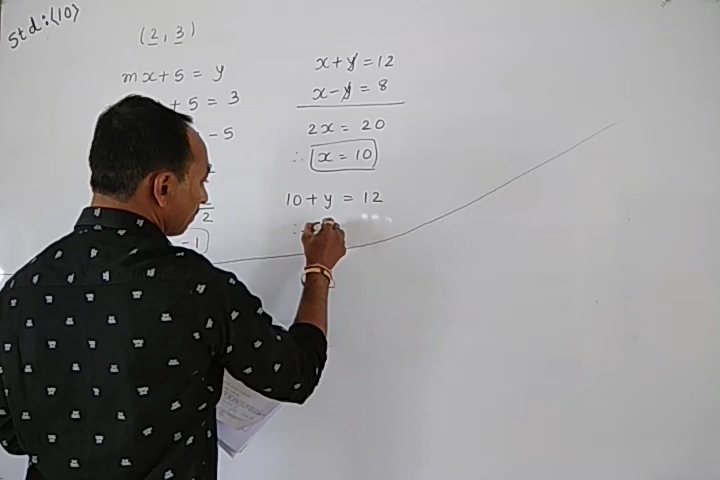 Std:(10)
(2, 3)
mx+5 = y
+ 5 = 3
- 5
2
- 1
x+y = 12
x-y = 8
2x = 20
∴ x = 10
10+y = 12
∴